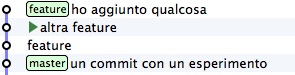 feature ho aggiunto qualcosa
altra feature
feature
master un commit con un esperimento